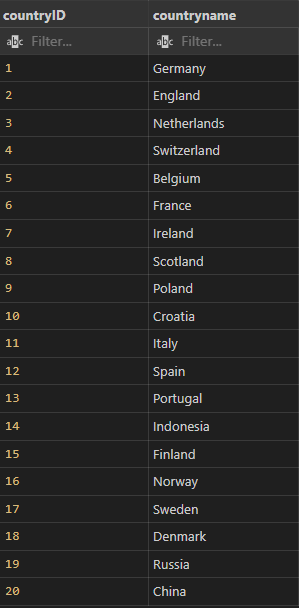 countryID countryname
abc Filter... abc Filter...
1 Germany
2 England
3 Netherlands
4 Switzerland
5 Belgium
6 France
7 Ireland
8 Scotland
9 Poland
10 Croatia
11 Italy
12 Spain
13 Portugal
14 Indonesia
15 Finland
16 Norway
17 Sweden
18 Denmark
19 Russia
20 China